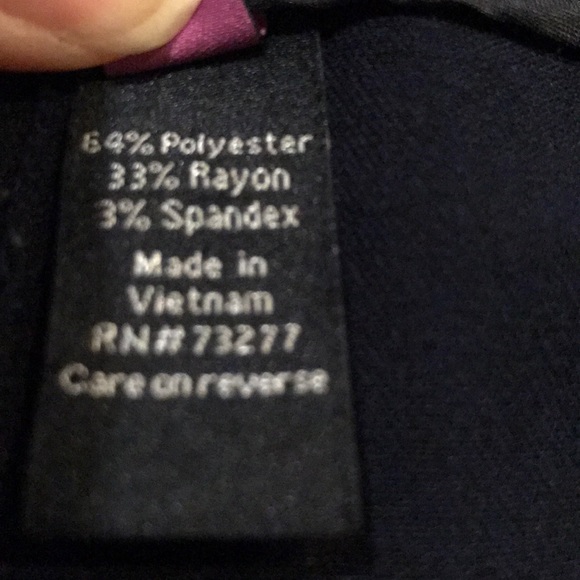 64% Polyester
33% Rayon
3% Spandex
Made in
Vietnam
RN# 73277
Care on reverse